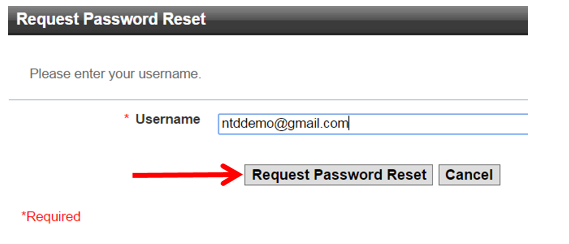 Request Password Reset
Please enter your username.
* Username ntddemo@gmail.com
Request Password Reset Cancel
*Required